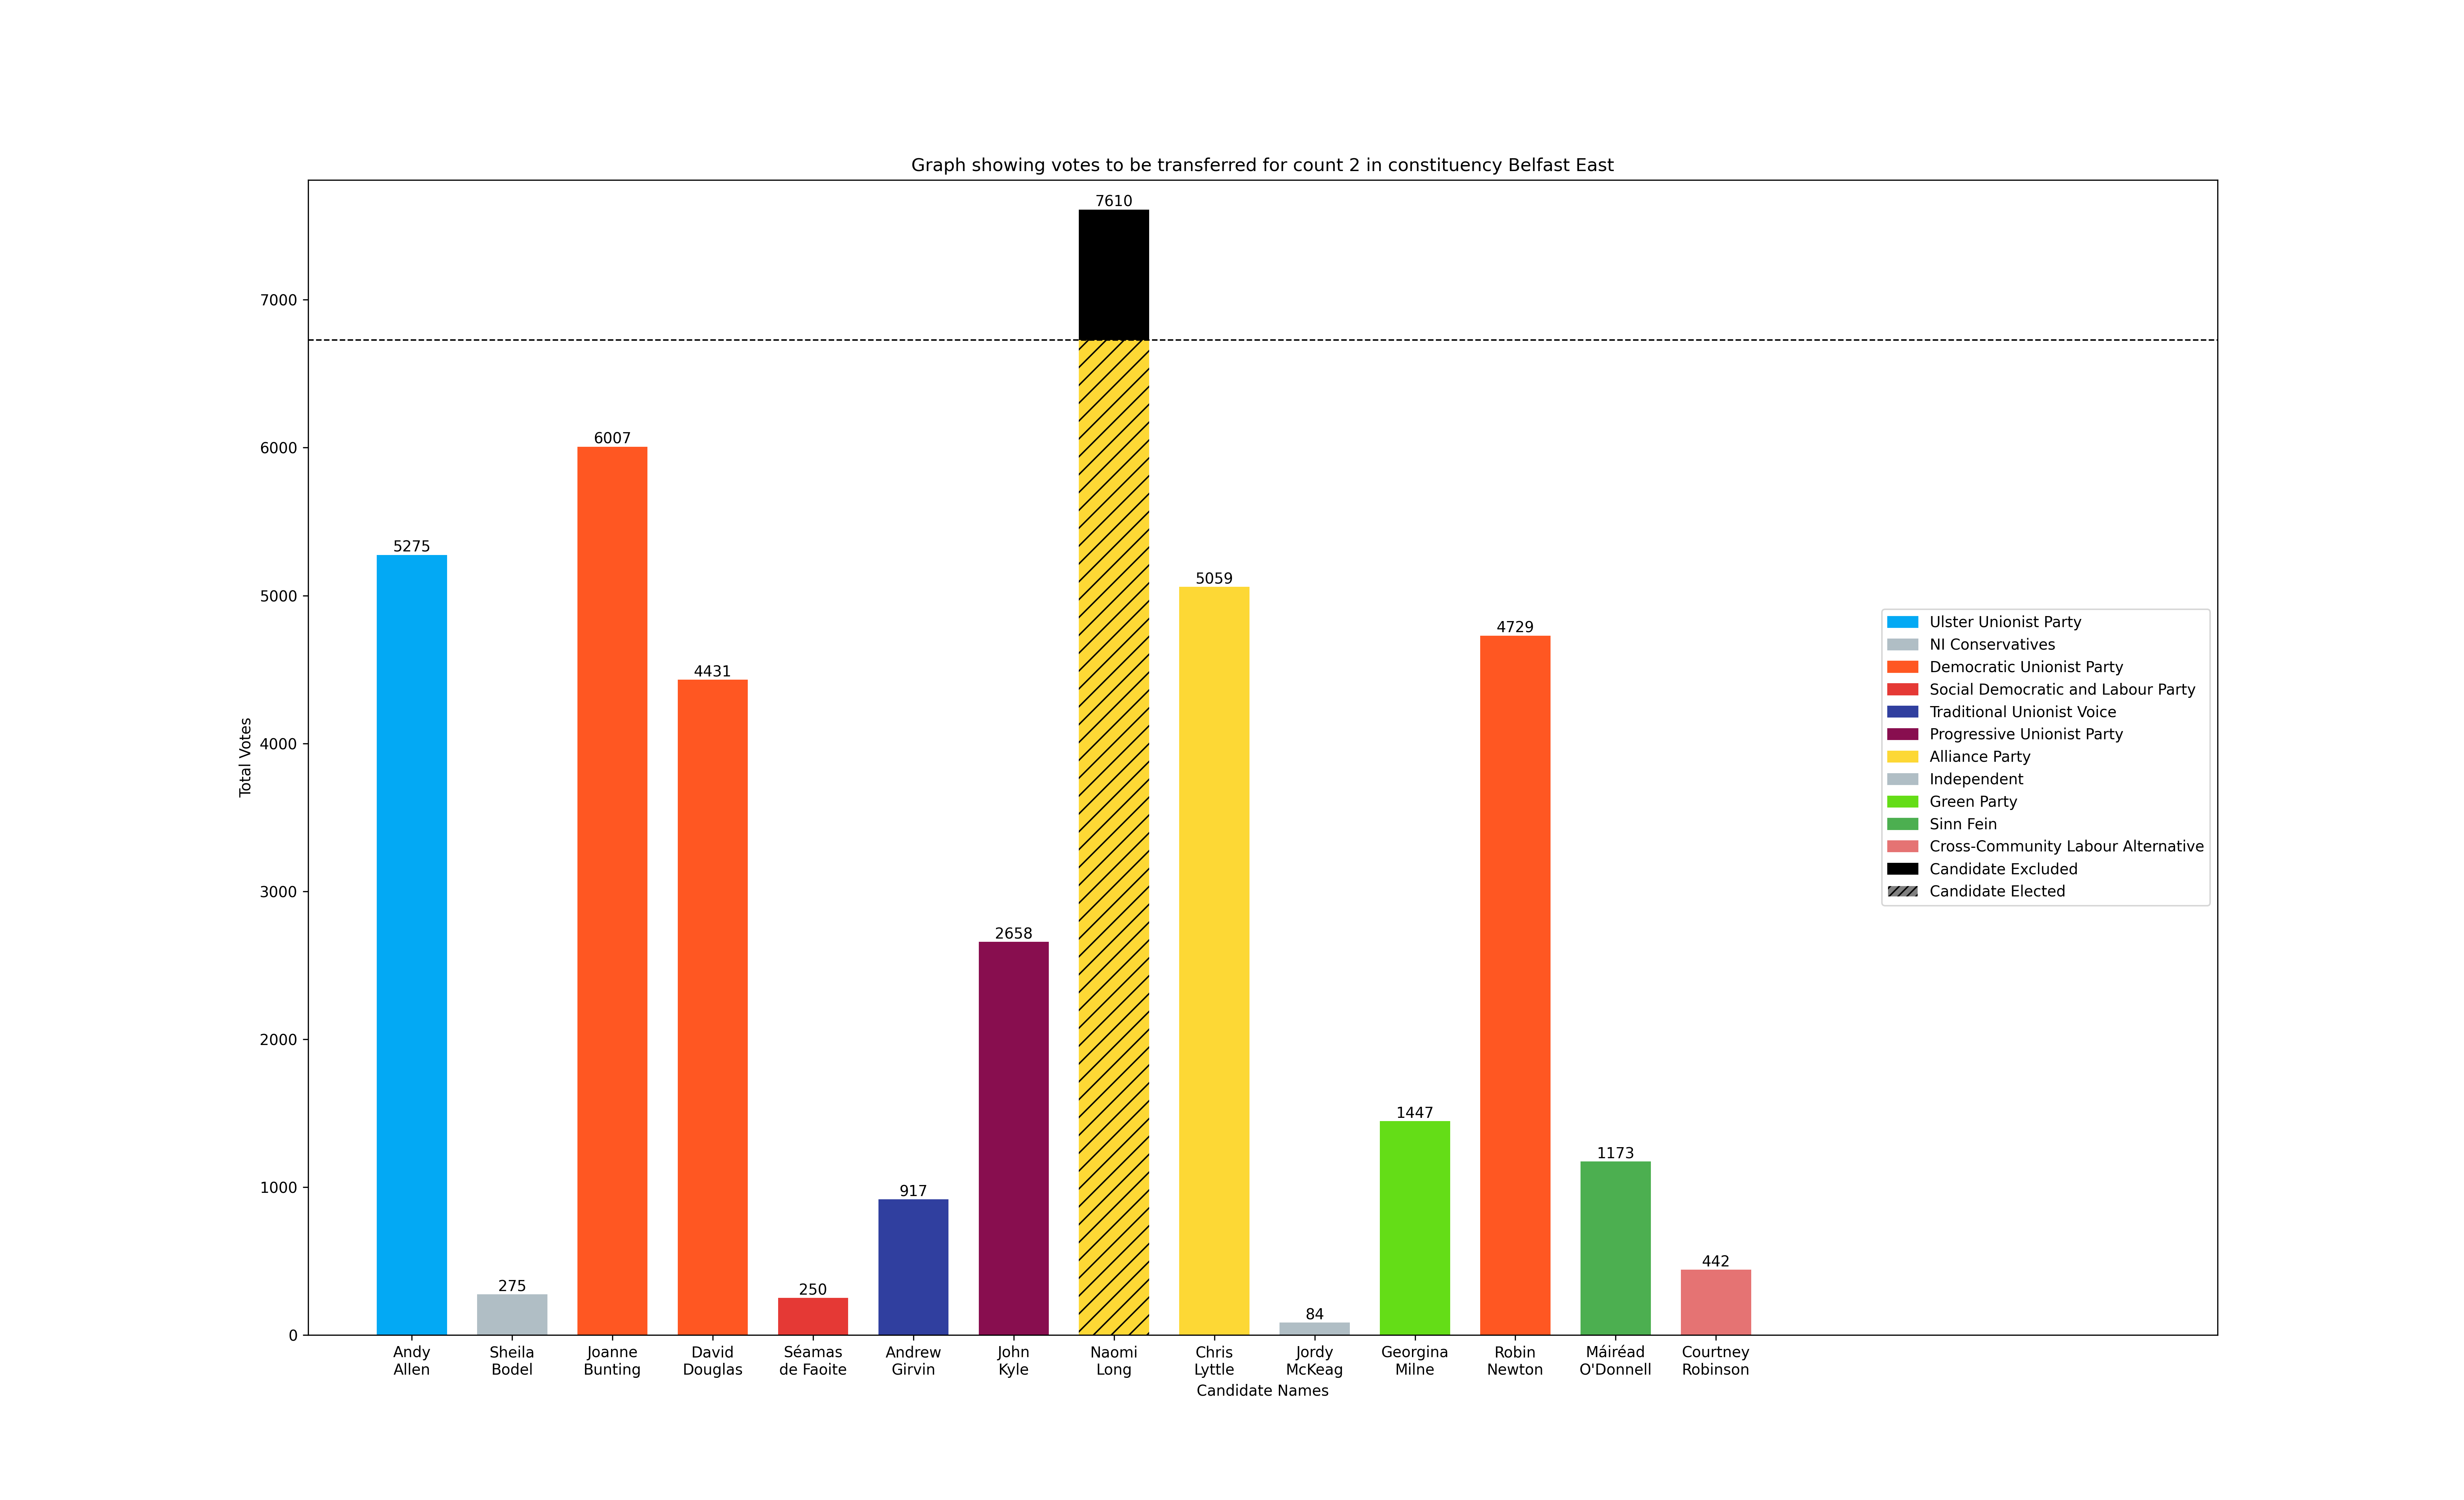 Graph showing votes to be transferred for count 2 in constituency Belfast East
7610
7000
6007
6000
5275
5059
5000
4729
4431
4000
3000
2658
2000
1447
1173
1000
917
442
275
250
84
0
Total Votes
Ulster Unionist Party
NI Conservatives
Democratic Unionist Party
Social Democratic and Labour Party
Traditional Unionist Voice
Progressive Unionist Party
Alliance Party
Independent
Green Party
Sinn Fein
Cross-Community Labour Alternative
Candidate Excluded
Candidate Elected
Andy
Allen
Sheila
Bodel
Joanne
Bunting
David
Douglas
Séamas
de Faoite
Andrew
Girvin
John
Kyle
Naomi
Long
Chris
Lyttle
Jordy
McKeag
Georgina
Milne
Robin
Newton
Máiréad
O'Donnell
Courtney
Robinson
Candidate Names